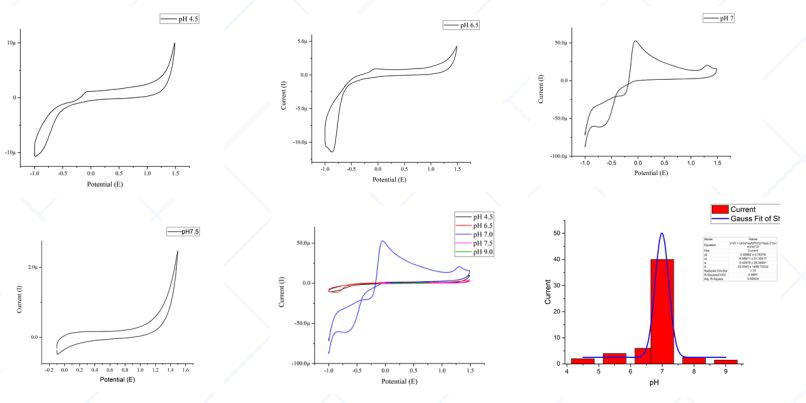 pH 4.5
10μ
0
-10μ
-1.0 -0.5 0.0 0.5 1.0 1.5
Potential (E)
pH 6.5
Current (I)
5.0μ
0.0
-5.0μ
-10.0μ
-1.0 -0.5 0.0 0.5 1.0 1.5
Potential (E)
pH 7
Current (I)
50.0μ
0.0
-50.0μ
-100.0μ
-1.0 -0.5 0.0 0.5 1.0 1.5
Potential (E)
pH7.5
Current (I)
2.0μ
0.0
-0.2 0.0 0.2 0.4 0.6 0.8 1.0 1.2 1.4 1.6
Potential (E)
pH 4.5
pH 6.5
pH 7.0
pH 7.5
pH 9.0
Current (I)
50.0μ
0.0
-50.0μ
-100.0μ
-1.0 -0.5 0.0 0.5 1.0 1.5
Potential (E)
Current
Gauss Fit of Sh
Current
50
40
30
20
10
0
4 5 6 7 8 9
pH
Model
Equation